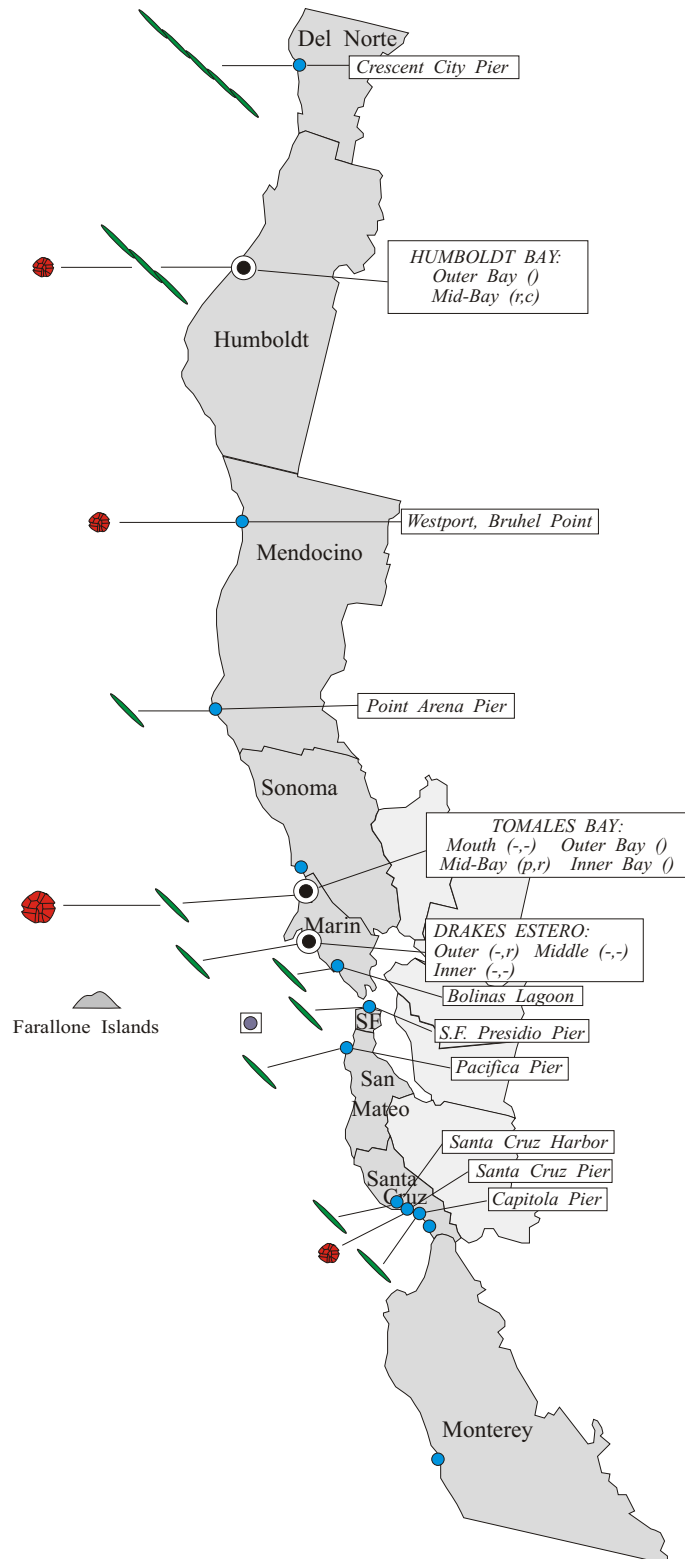 Del Norte
Crescent City Pier
HUMBOLDT BAY:
Outer Bay ()
Mid-Bay (r,c)
Humboldt
Westport, Bruhel Point
Mendocino
Point Arena Pier
Sonoma
TOMALES BAY:
Mouth (-,-) Outer Bay ()
Mid-Bay (p,r) Inner Bay ()
Marin
DRAKES ESTERO:
Outer (-,r) Middle (-,-)
Inner (-,-)
Bolinas Lagoon
Farallone Islands
SF
S.F. Presidio Pier
Pacifica Pier
San
Mateo
Santa Cruz Harbor
Santa Cruz Pier
Santa
Cruz
Capitola Pier
Monterey